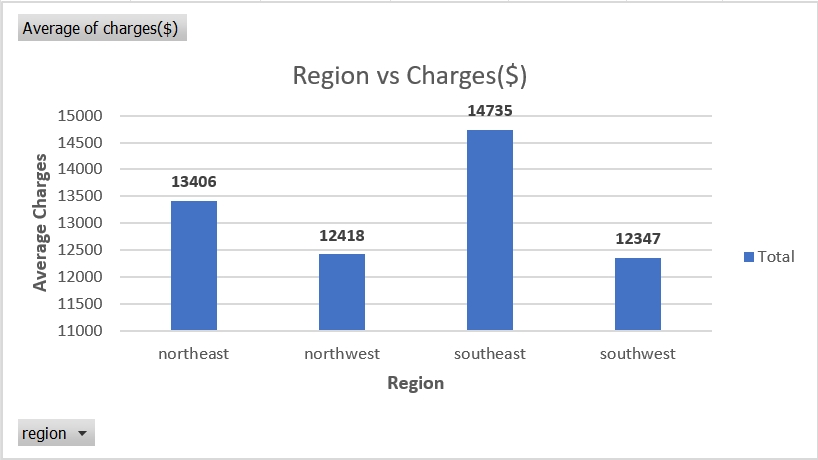 Average of charges($)
Region vs Charges($)
15000
14500
14000
13500
13000
12500
12000
11500
11000
Average Charges
13406
12418
14735
12347
northeast
northwest
southeast
southwest
Region
Total
region